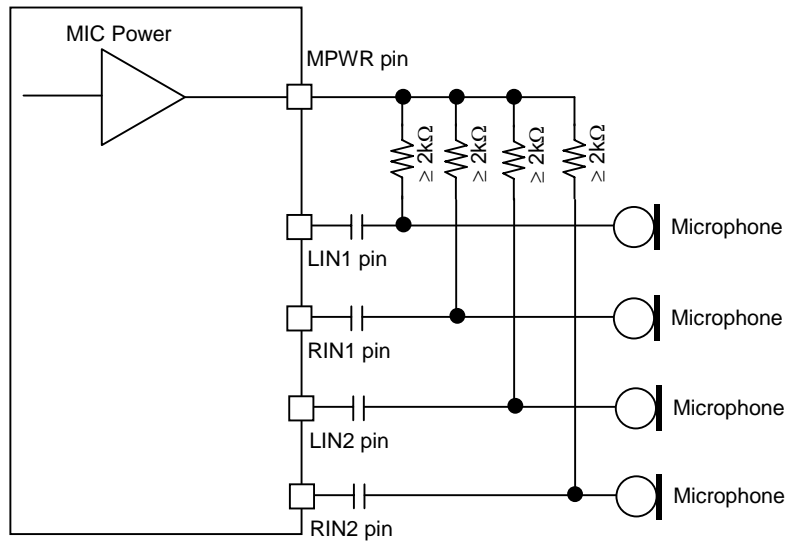 MIC Power
MPWR pin
≥ 2kΩ
≥ 2kΩ
≥ 2kΩ
≥ 2kΩ
Microphone
LIN1 pin
Microphone
RIN1 pin
Microphone
LIN2 pin
Microphone
RIN2 pin